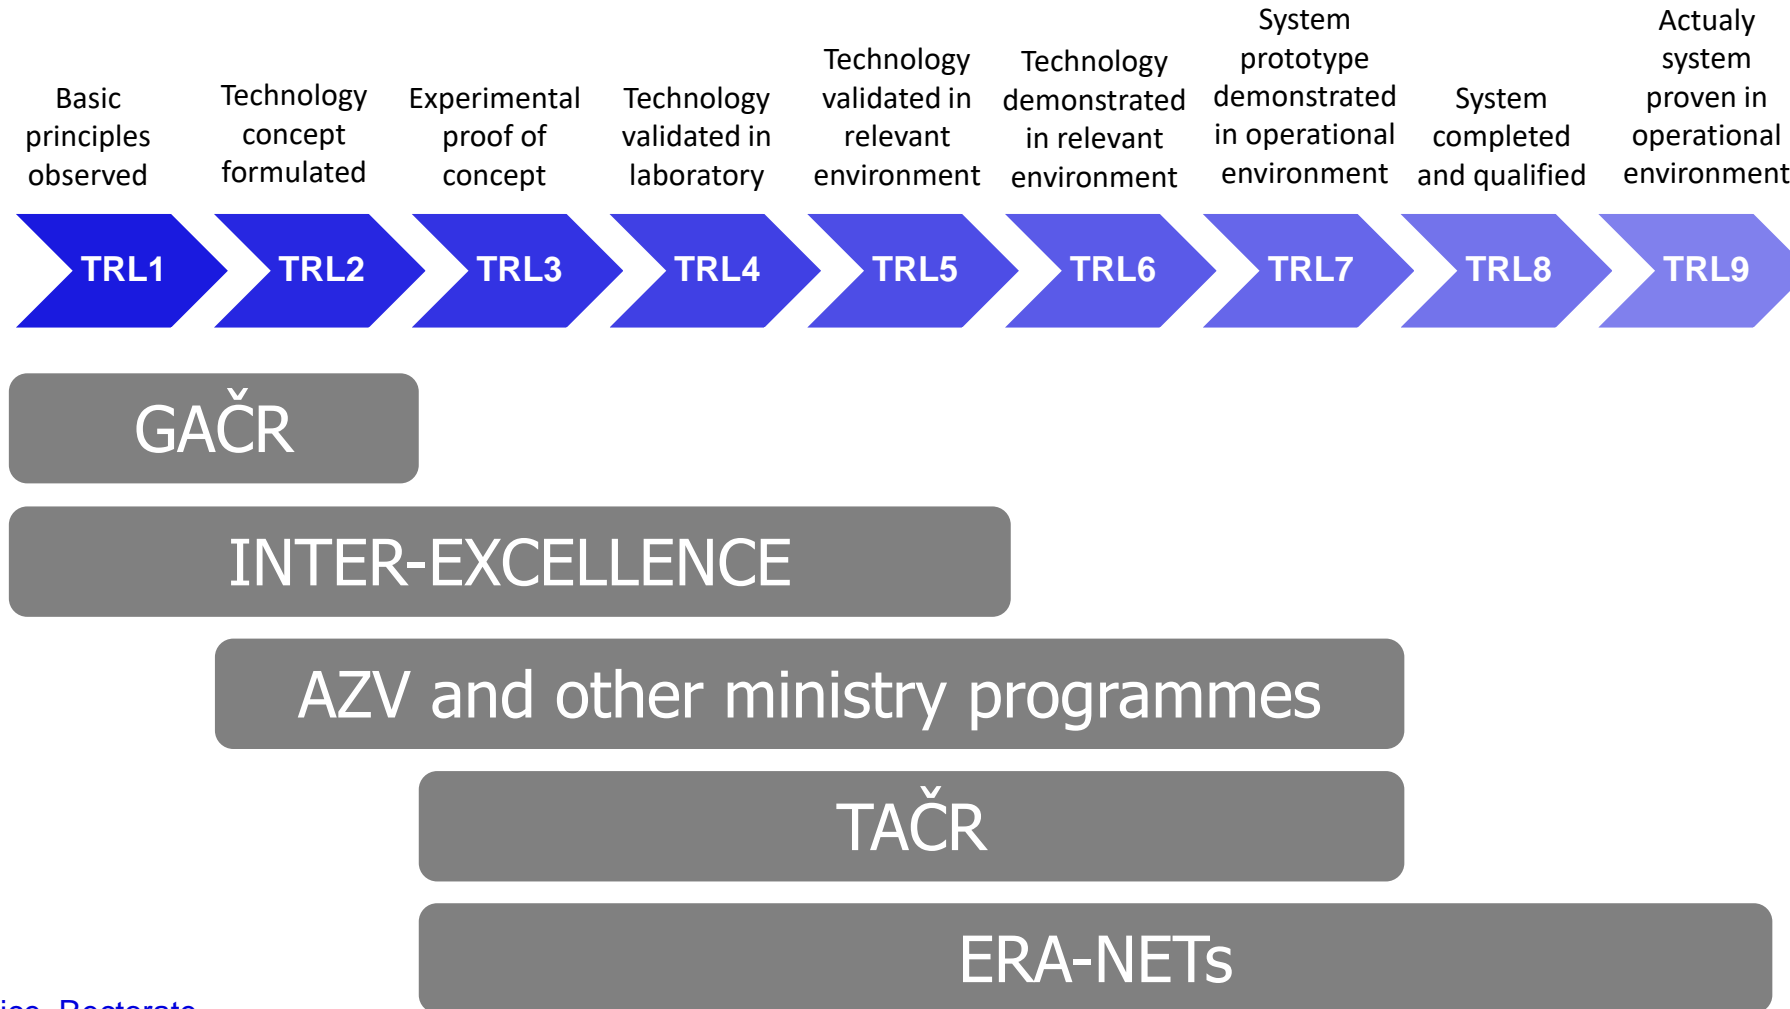 Basic
principles
observed
Technology
concept
formulated
Experimental
proof of
concept
Technology
validated in
laboratory
Technology
validated in
relevant
environment
Technology
demonstrated
in relevant
environment
System
prototype
demonstrated
in operational
environment
System
completed
and qualified
Actualy
system
proven in
operational
environment
TRL1
TRL2
TRL3
TRL4
TRL5
TRL6
TRL7
TRL8
TRL9
GAČR
INTER-EXCELLENCE
AZV and other ministry programmes
TAČR
ERA-NETs
Rectorate